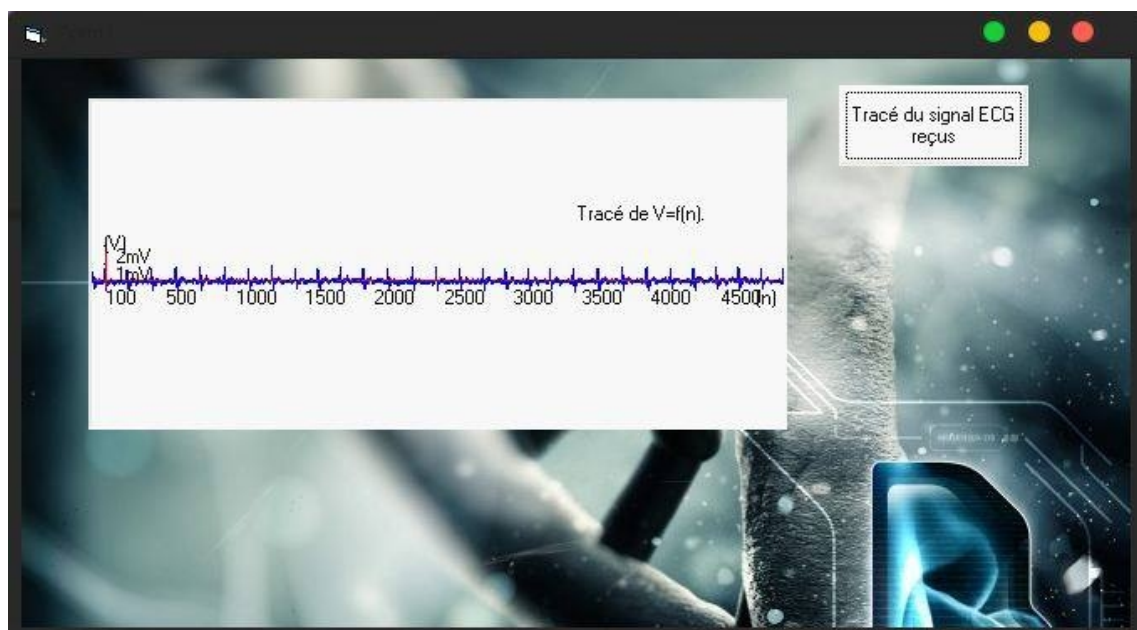 Tracé du signal ECG
reçus
Tracé de V=f(n).
(V)
2mV
1mV
100 500 1000 1500 2000 2500 3000 3500 4000 4500 (n)